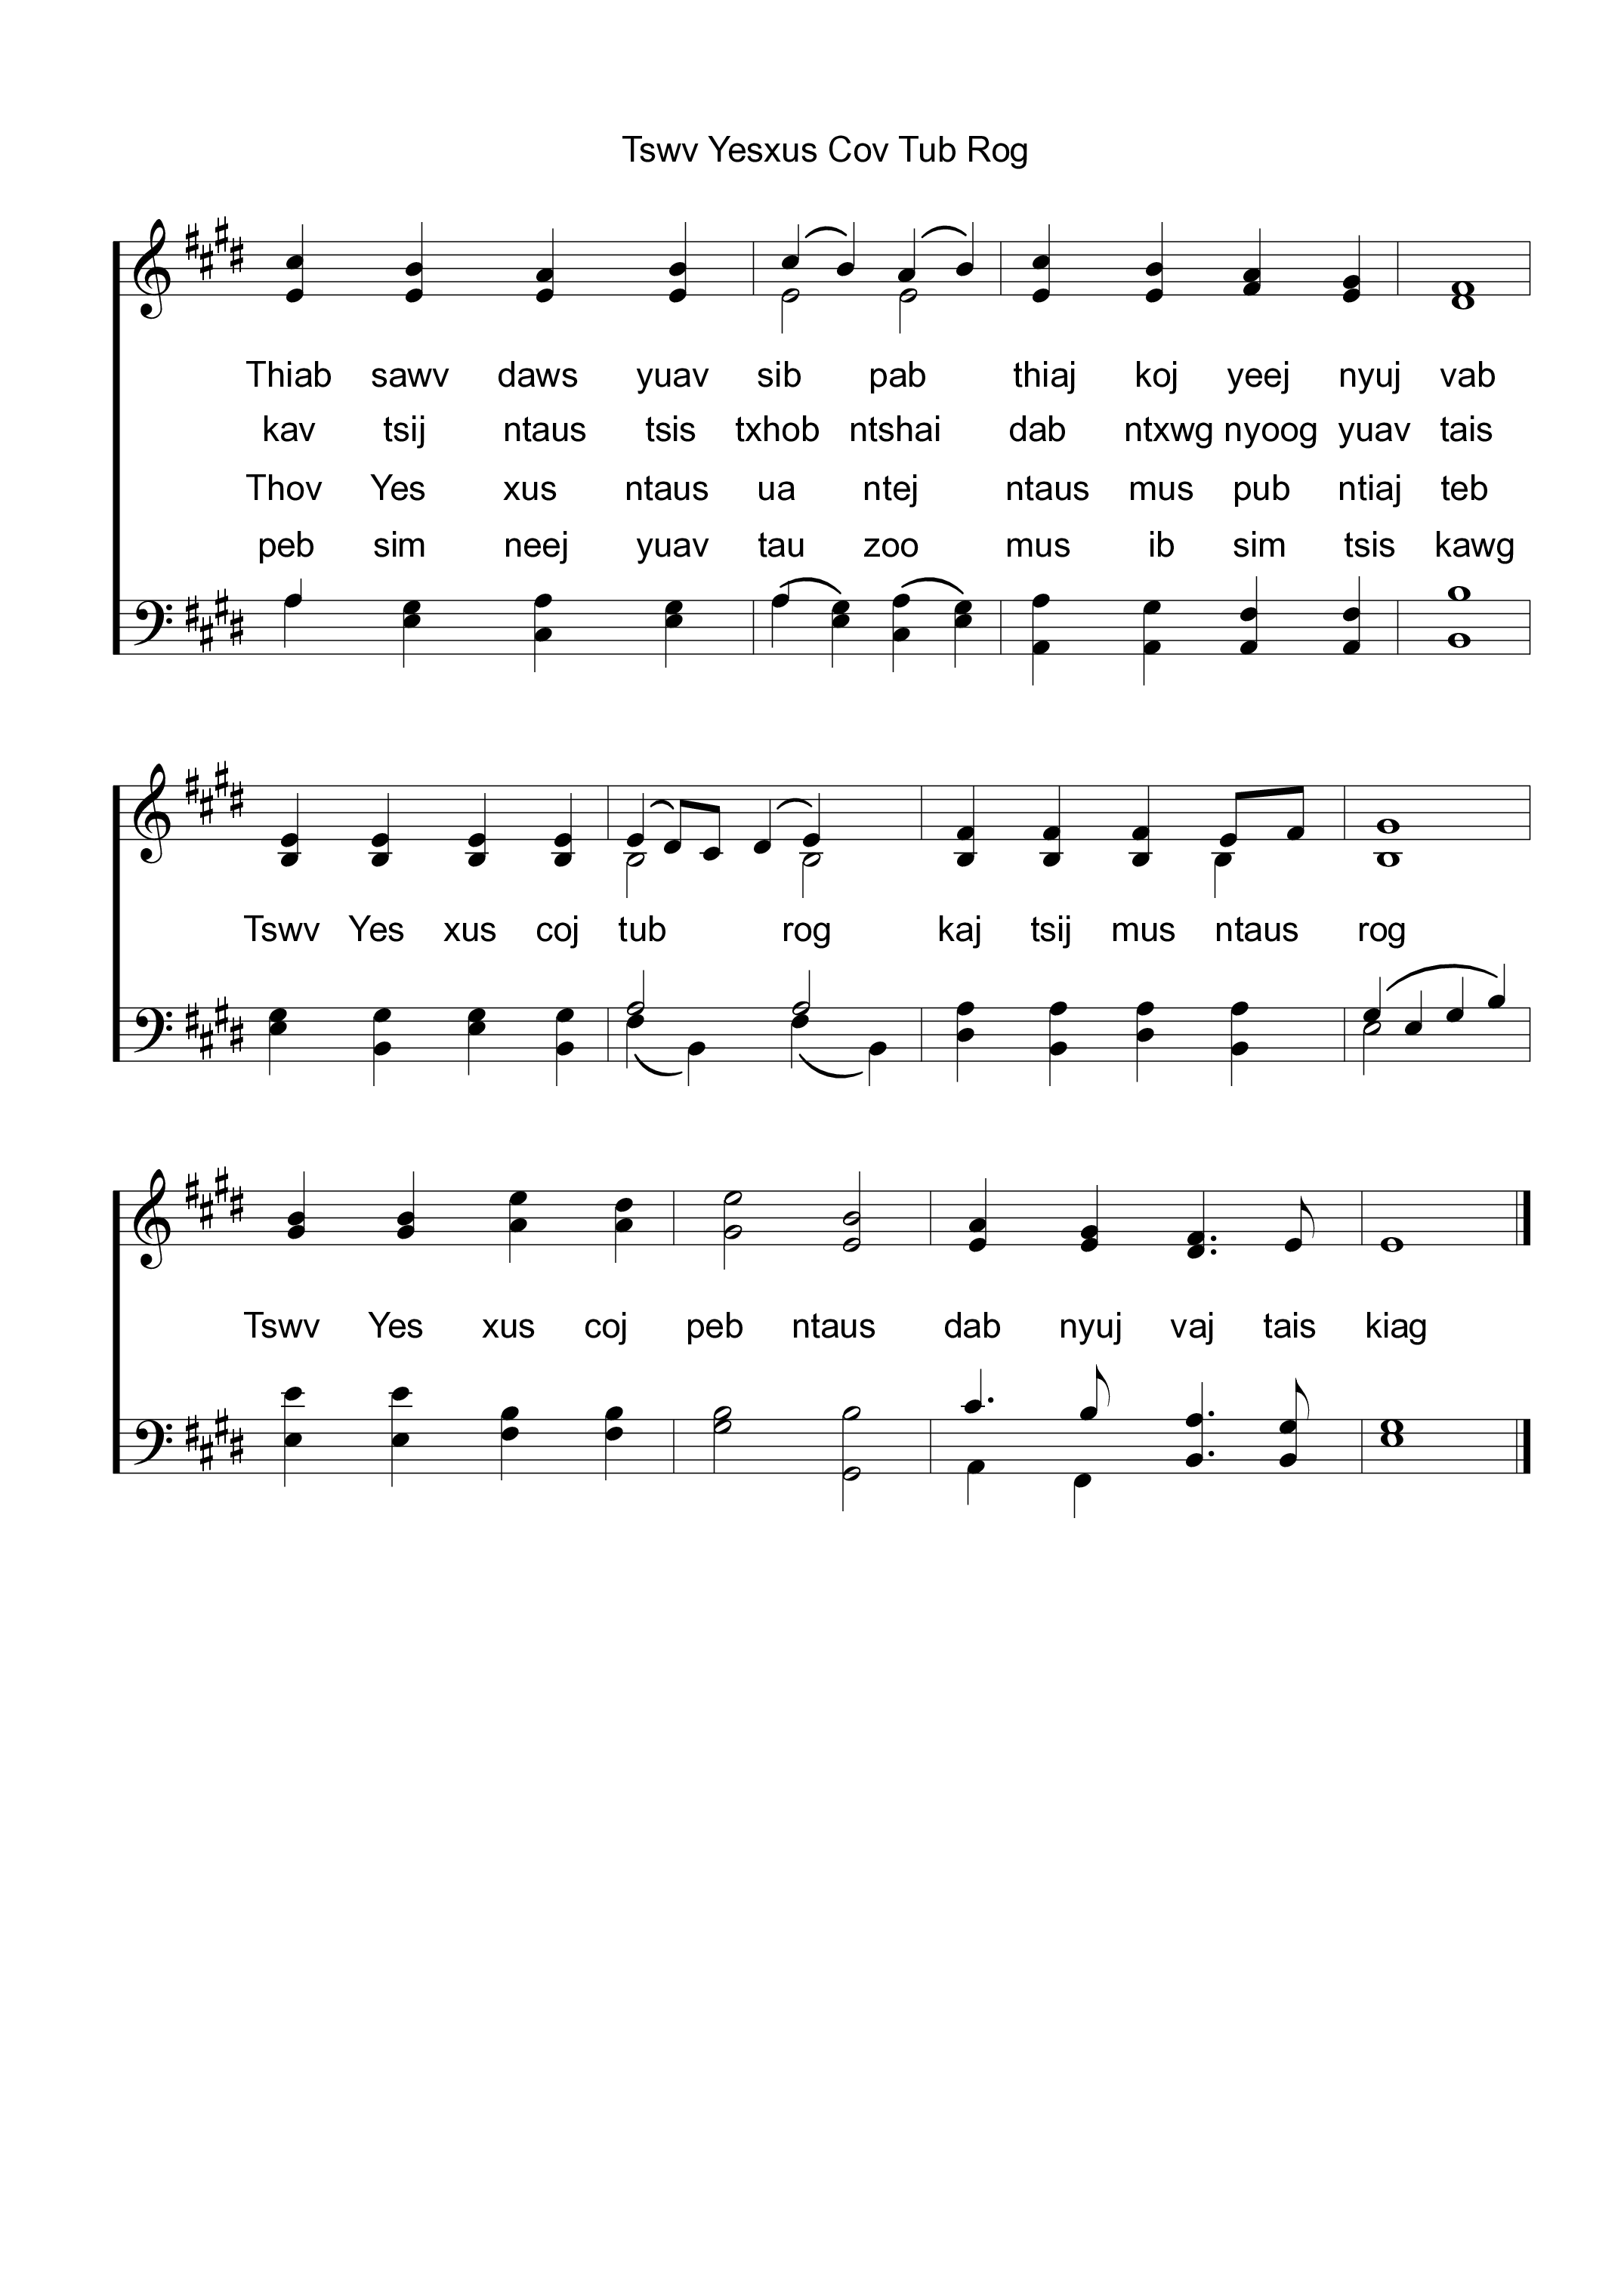 Tswv Yesxus Cov Tub Rog
Thiab sawv daws yuav sib pab thiaj koj yeej nyuj vab
kav tsij ntaus tsis txhob ntshai dab ntxwg nyoog yuav tais
Thov Yes xus ntaus ua ntej ntaus mus pub ntiaj teb
peb sim neej yuav tau zoo mus ib sim tsis kawg
Tswv Yes xus coj tub rog kaj tsij mus ntaus rog
Tswv Yes xus coj peb ntaus dab nyuj vaj tais kiag